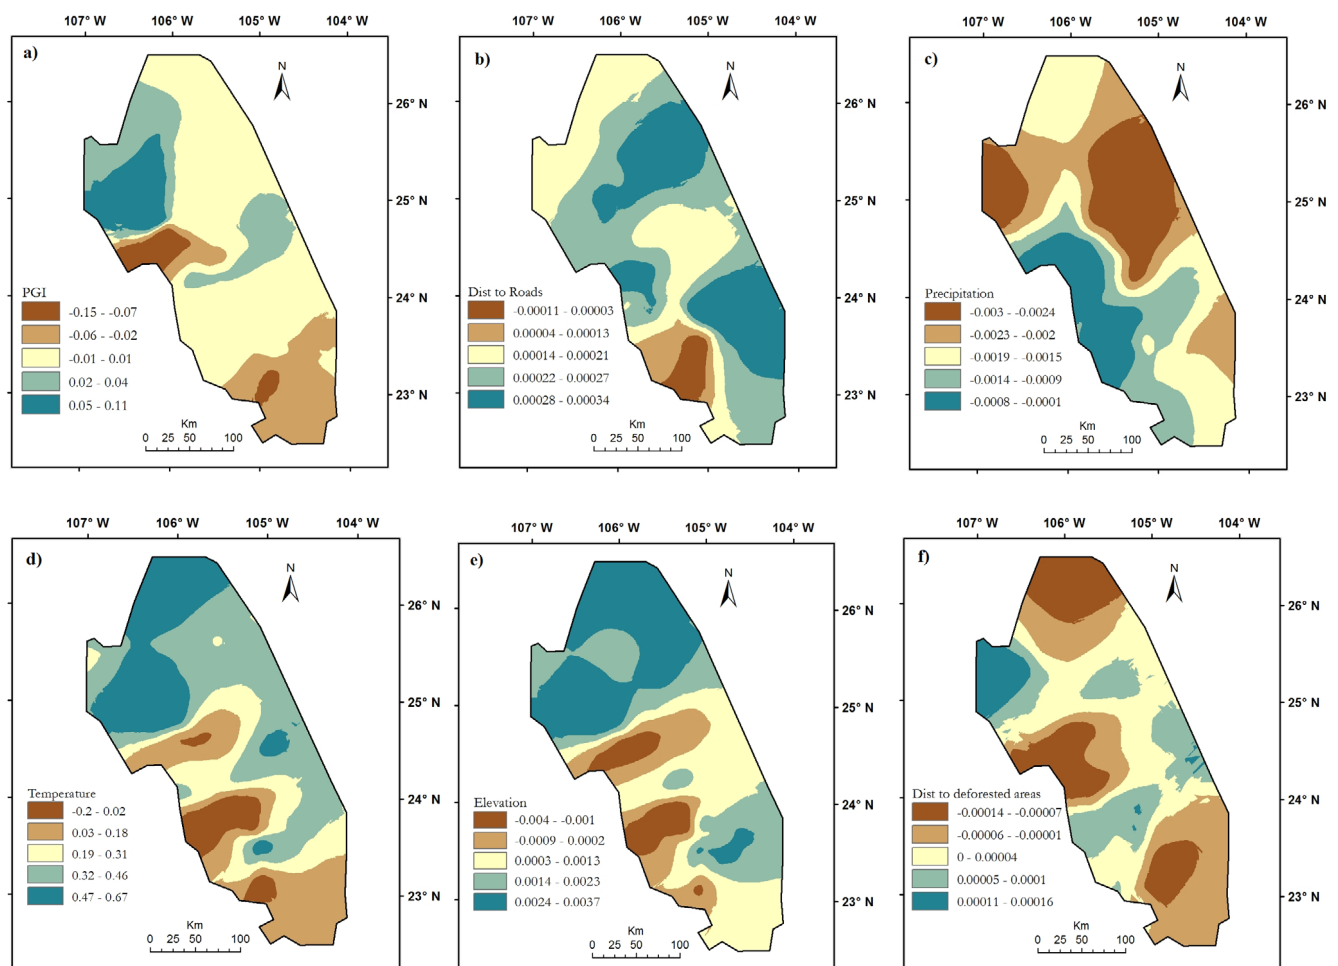 107° W 106° W 105° W 104° W
a)
N
26° N
25° N
24° N
23° N
PGI
-0.15 - -0.07
-0.06 - -0.02
-0.01 - 0.01
0.02 - 0.04
0.05 - 0.11
Km
0 25 50 100
107° W 106° W 105° W 104° W
b)
N
26° N
25° N
24° N
23° N
Dist to Roads
-0.00011 - 0.00003
0.00004 - 0.00013
0.00014 - 0.00021
0.00022 - 0.00027
0.00028 - 0.00034
Km
0 25 50 100
107° W 106° W 105° W 104° W
c)
N
26° N
25° N
24° N
23° N
Precipitation
-0.003 - -0.0024
-0.0023 - -0.002
-0.0019 - -0.0015
-0.0014 - -0.0009
-0.0008 - -0.0001
Km
0 25 50 100
107° W 106° W 105° W 104° W
d)
N
26° N
25° N
24° N
23° N
Temperature
-0.2 - 0.02
0.03 - 0.18
0.19 - 0.31
0.32 - 0.46
0.47 - 0.67
Km
0 25 50 100
107° W 106° W 105° W 104° W
e)
N
26° N
25° N
24° N
23° N
Elevation
-0.004 - -0.001
-0.0009 - 0.0002
0.0003 - 0.0013
0.0014 - 0.0023
0.0024 - 0.0037
Km
0 25 50 100
107° W 106° W 105° W 104° W
f)
N
26° N
25° N
24° N
23° N
Dist to deforested areas
-0.00014 - -0.00007
-0.00006 - -0.00001
0 - 0.00004
0.00005 - 0.0001
0.00011 - 0.00016
Km
0 25 50 100